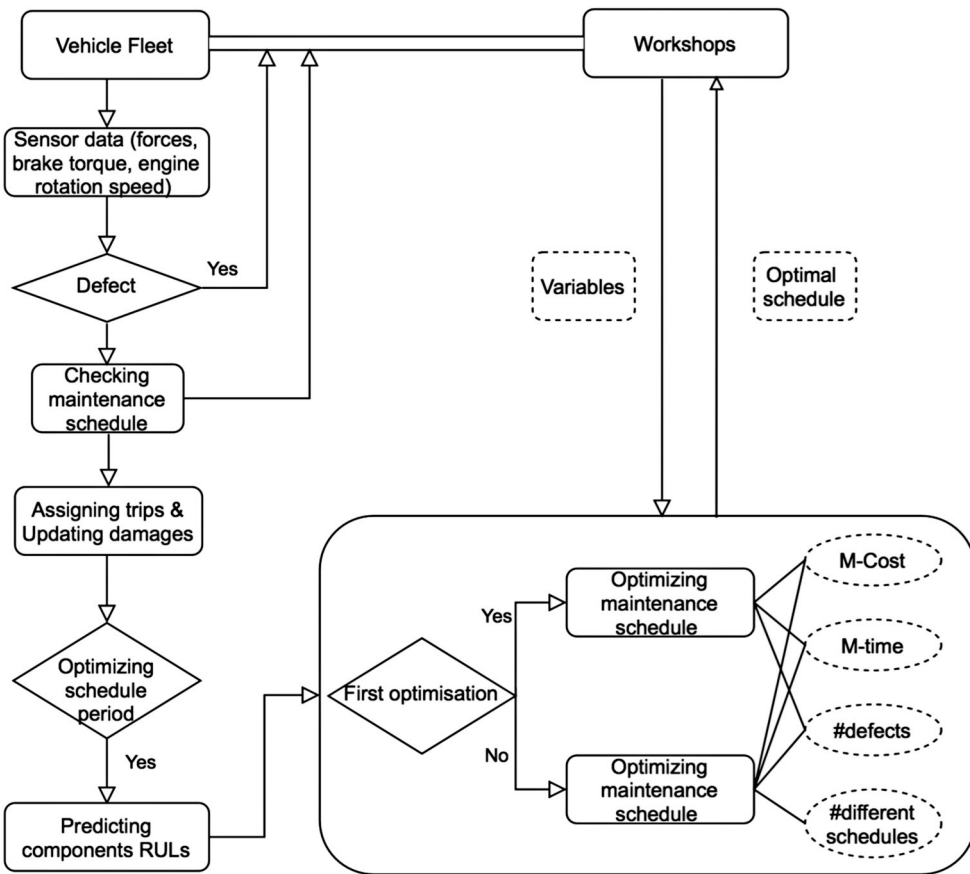 Vehicle Fleet
Workshops
Sensor data (forces,
brake torque, engine
rotation speed)
Defect
Yes
Variables
Optimal
schedule
Checking
maintenance
schedule
Assigning trips &
Updating damages
Optimizing
schedule
period
Yes
Predicting
components RULs
First optimisation
Yes
No
Optimizing
maintenance
schedule
Optimizing
maintenance
schedule
M-Cost
M-time
#defects
#different
schedules